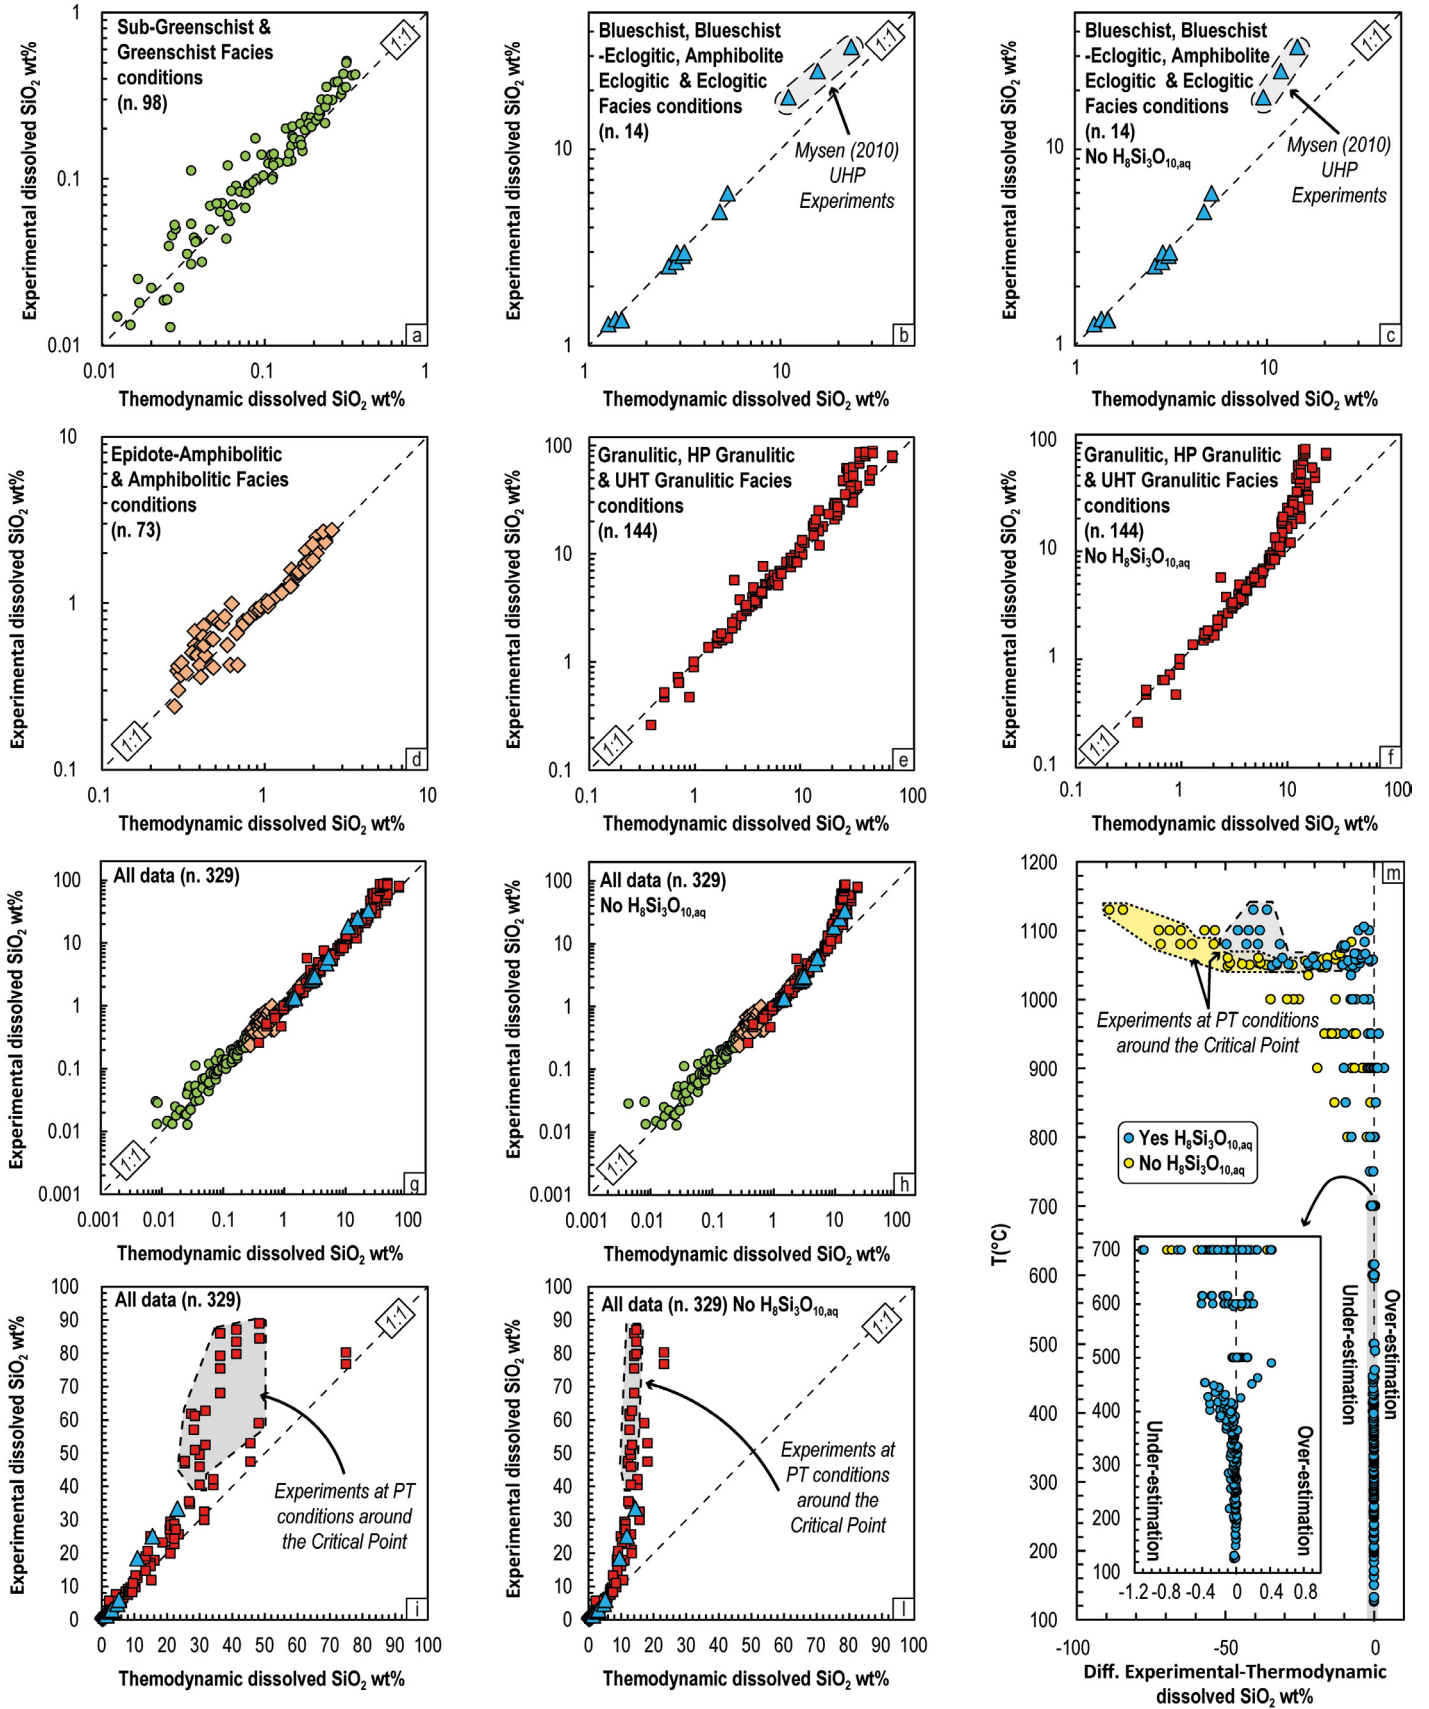 Sub-Greenschist &
Greenschist Facies
conditions
(n. 98)
1:1
a
1
0.1
0.01
0.01
0.1
1
Experimental dissolved SiO2 wt%
Themodynamic dissolved SiO2 wt%
Blueschist, Blueschist
-Eclogitic, Amphibolite
Eclogitic & Eclogitic
Facies conditions
(n. 14)
1:1
Mysen (2010)
UHP
Experiments
b
10
1
1
10
Experimental dissolved SiO2 wt%
Themodynamic dissolved SiO2 wt%
Blueschist, Blueschist
-Eclogitic, Amphibolite
Eclogitic & Eclogitic
Facies conditions
(n. 14)
No H8Si3O10,aq
1:1
Mysen (2010)
UHP
Experiments
c
10
1
1
10
Experimental dissolved SiO2 wt%
Themodynamic dissolved SiO2 wt%
Epidote-Amphibolitic
& Amphibolitic Facies
conditions
(n. 73)
1:1
d
10
1
0.1
0.1
1
10
Experimental dissolved SiO2 wt%
Themodynamic dissolved SiO2 wt%
Granulitic, HP Granulitic
& UHT Granulitic Facies
conditions
(n. 144)
1:1
e
100
10
1
0.1
0.1
1
10
100
Experimental dissolved SiO2 wt%
Themodynamic dissolved SiO2 wt%
Granulitic, HP Granulitic
& UHT Granulitic Facies
conditions
(n. 144)
No H8Si3O10,aq
1:1
f
100
10
1
0.1
0.1
1
10
100
Experimental dissolved SiO2 wt%
Themodynamic dissolved SiO2 wt%
All data (n. 329)
1:1
g
100
10
1
0.1
0.01
0.001
0.001
0.01
0.1
1
10
100
Experimental dissolved SiO2 wt%
Themodynamic dissolved SiO2 wt%
All data (n. 329)
No H8Si3O10,aq
1:1
h
100
10
1
0.1
0.01
0.001
0.001
0.01
0.1
1
10
100
Experimental dissolved SiO2 wt%
Themodynamic dissolved SiO2 wt%
All data (n. 329)
1:1
Experiments at PT
conditions around
the Critical Point
i
100
90
80
70
60
50
40
30
20
10
0
0 10 20 30 40 50 60 70 80 90 100
Experimental dissolved SiO2 wt%
Themodynamic dissolved SiO2 wt%
All data (n. 329) No H8Si3O10,aq
1:1
Experiments at
PT conditions
around the
Critical Point
l
100
90
80
70
60
50
40
30
20
10
0
0 10 20 30 40 50 60 70 80 90 100
Experimental dissolved SiO2 wt%
Themodynamic dissolved SiO2 wt%
m
1200
1100
1000
900
800
700
600
500
400
300
200
100
T(°C)
Experiments at PT conditions
around the Critical Point
Yes H8Si3O10,aq
No H8Si3O10,aq
Under-estimation
Over-estimation
700
600
500
400
300
200
100
-1.2 -0.8 -0.4 0 0.4 0.8
Under-estimation
Over-estimation
-100
-50
0
Diff. Experimental-Thermodynamic
dissolved SiO2 wt%